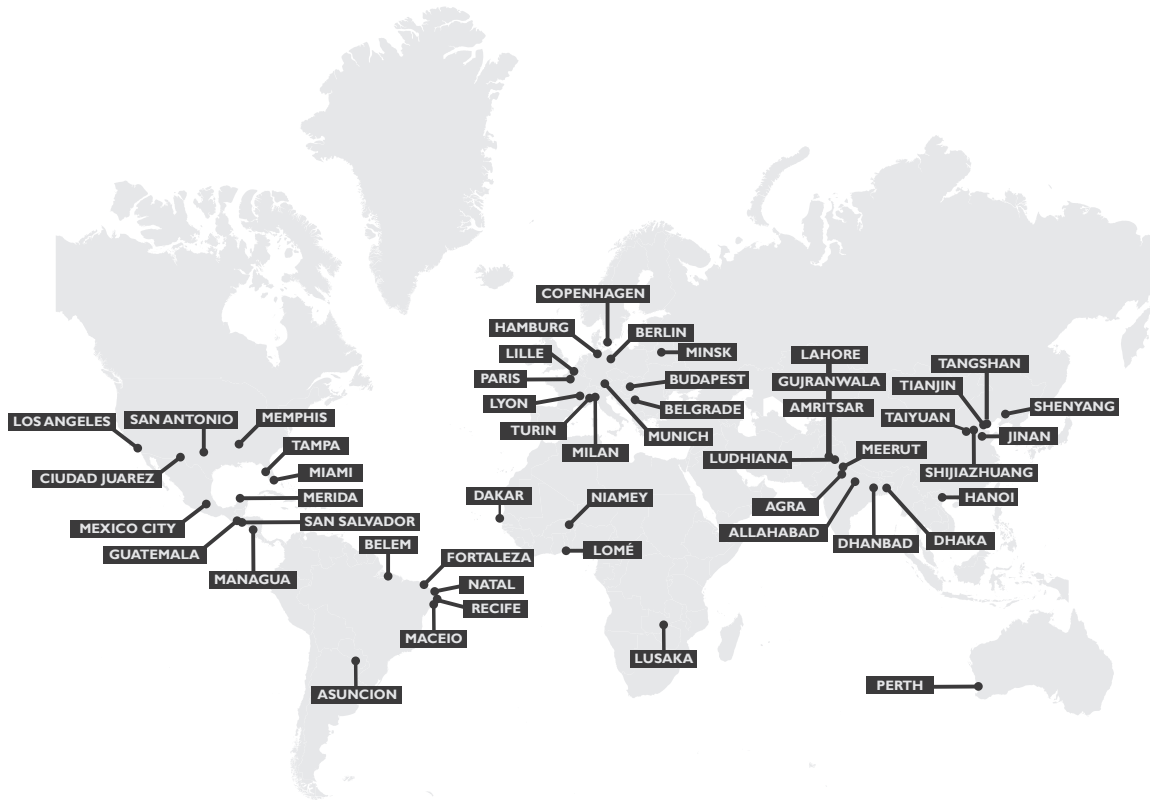 COPENHAGEN
HAMBURG
BERLIN
LILLE
MINSK
LAHORE
TANGSHAN
PARIS
BUDAPEST
GUJRANWALA
TIANJIN
LYON
BELGRADE
AMRITSAR
SHENYANG
LOS ANGELES
SAN ANTONIO
MEMPHIS
TAIYUAN
TURIN
MUNICH
JINAN
TAMPA
MILAN
LUDHIANA
MEERUT
CIUDAD JUAREZ
MIAMI
SHIJIAZHUANG
MERIDA
DAKAR
NIAMEY
HANOI
AGRA
MEXICO CITY
SAN SALVADOR
ALLAHABAD
GUATEMALA
BELEM
LOMÉ
DHANBAD
DHAKA
FORTALEZA
MANAGUA
NATAL
RECIFE
MACEIO
LUSAKA
PERTH
ASUNCION